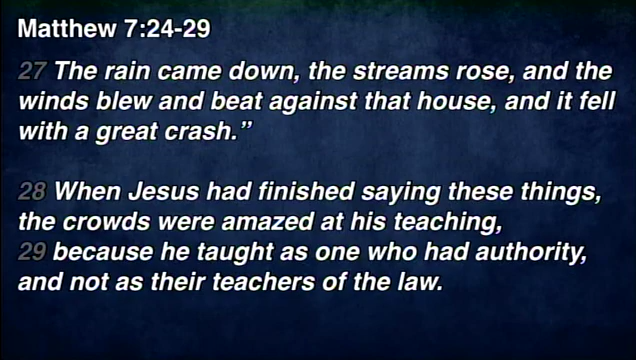 Matthew 7:24-29
27 The rain came down, the streams rose, and the
winds blew and beat against that house, and it fell
with a great crash.”
28 When Jesus had finished saying these things,
the crowds were amazed at his teaching,
29 because he taught as one who had authority,
and not as their teachers of the law.